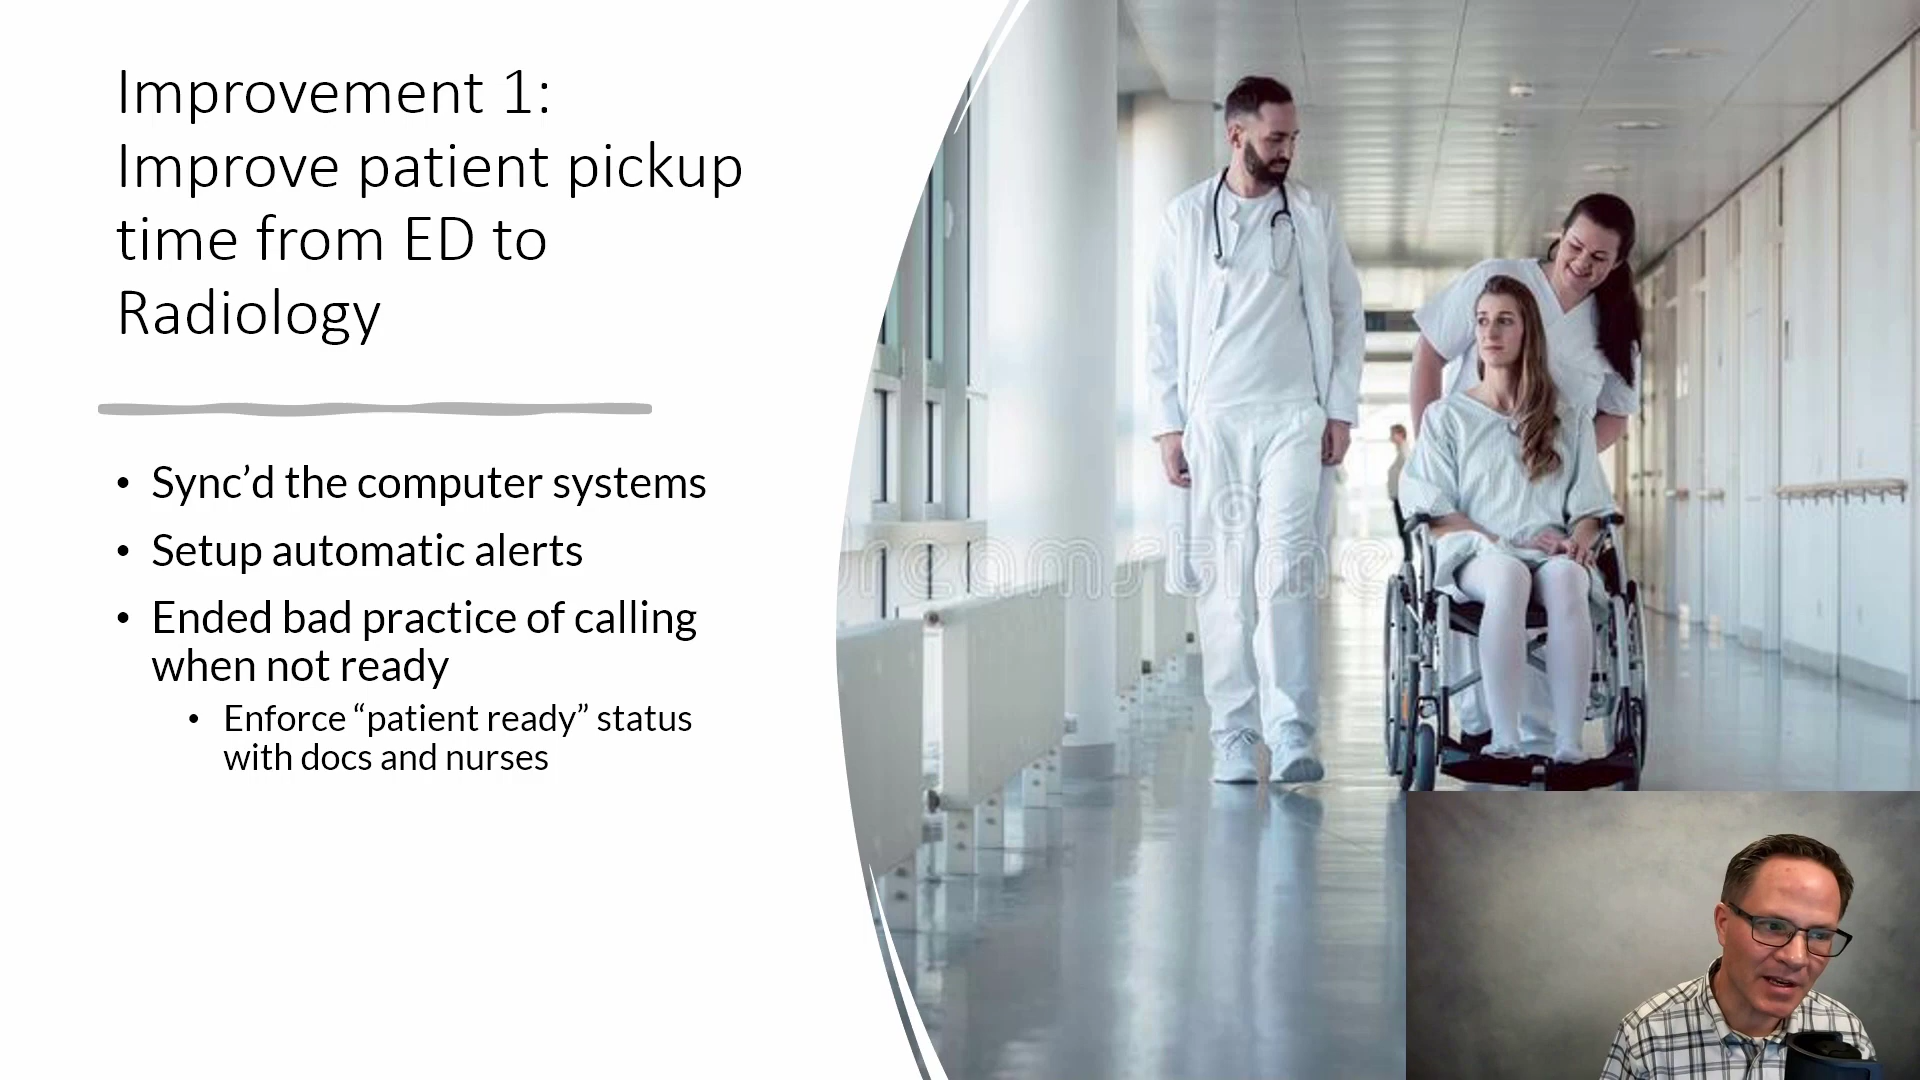 Improvement 1:
Improve patient pickup
time from ED to
Radiology
• Sync’d the computer systems
• Setup automatic alerts
• Ended bad practice of calling
when not ready
• Enforce “patient ready” status
with docs and nurses
dreamstime